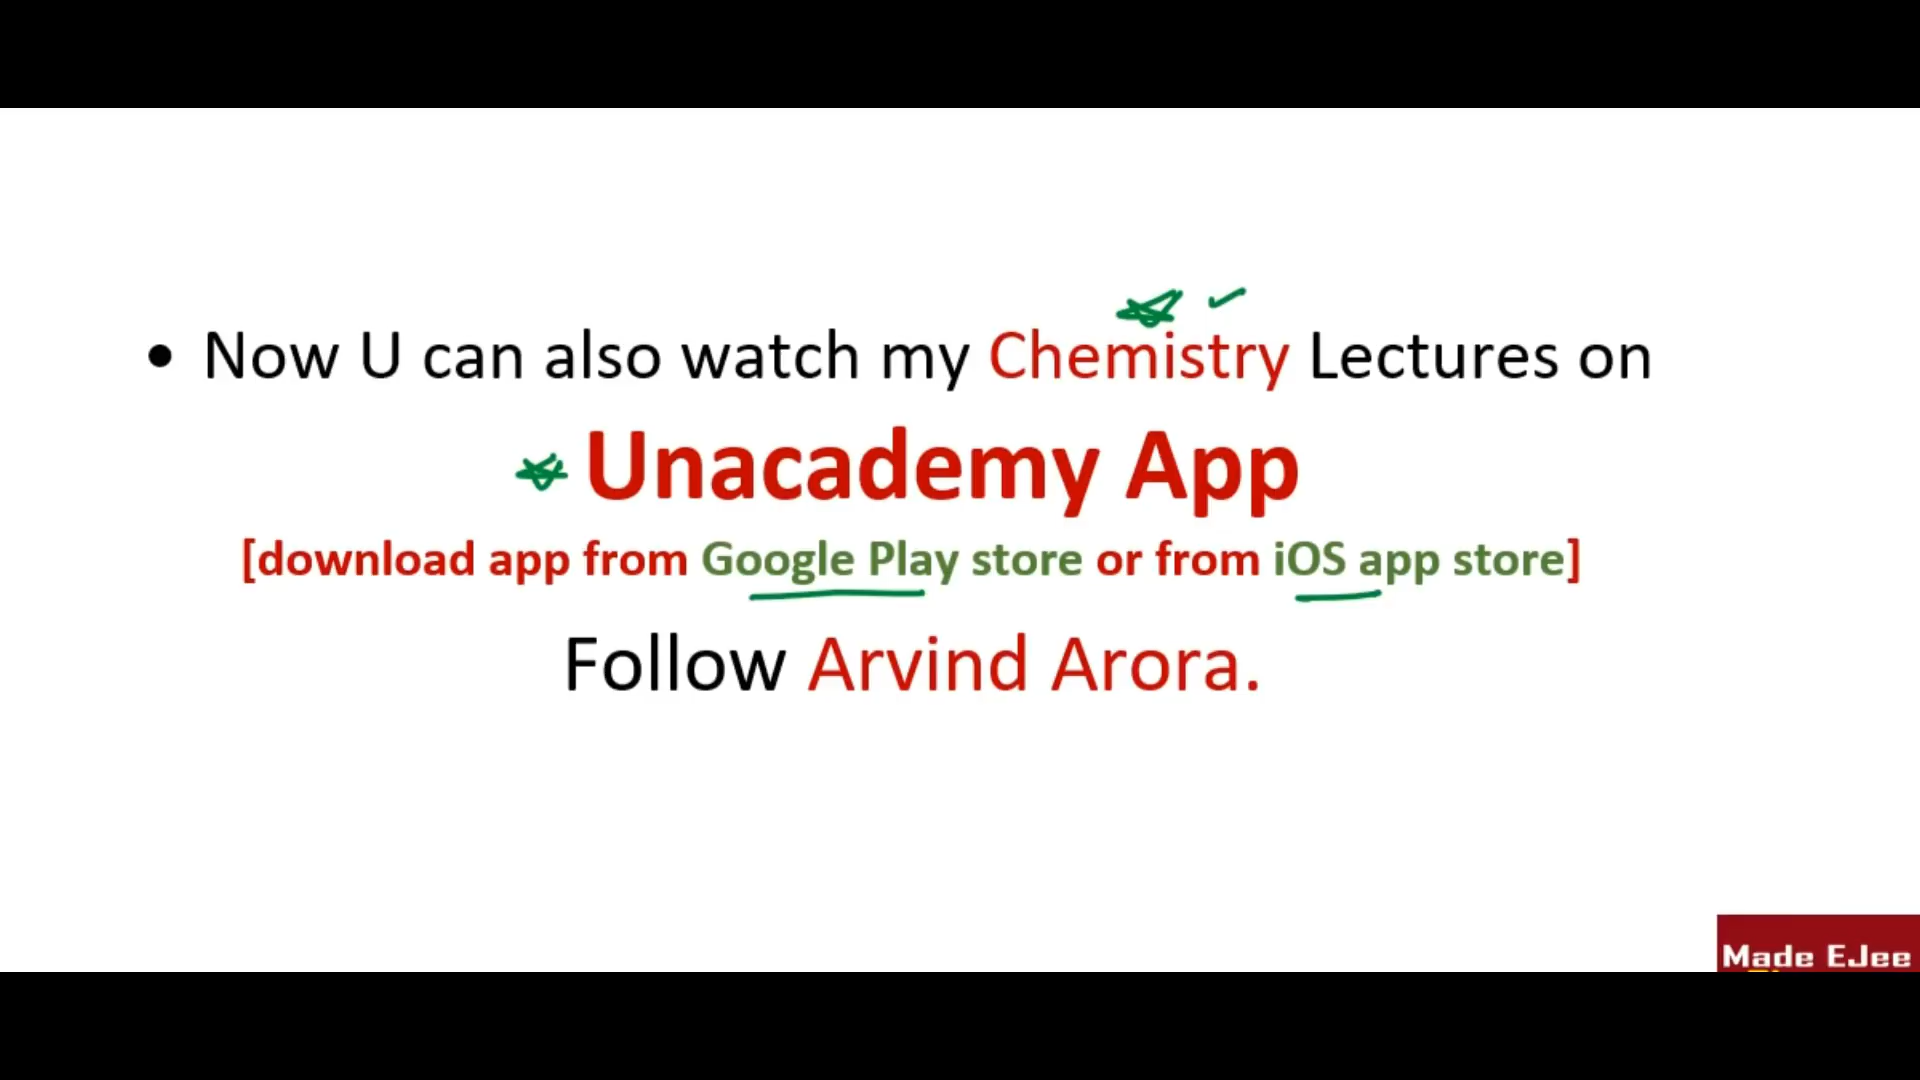 • Now U can also watch my Chemistry Lectures on
Unacademy App
[download app from Google Play store or from iOS app store]
Follow Arvind Arora.
Made EJee